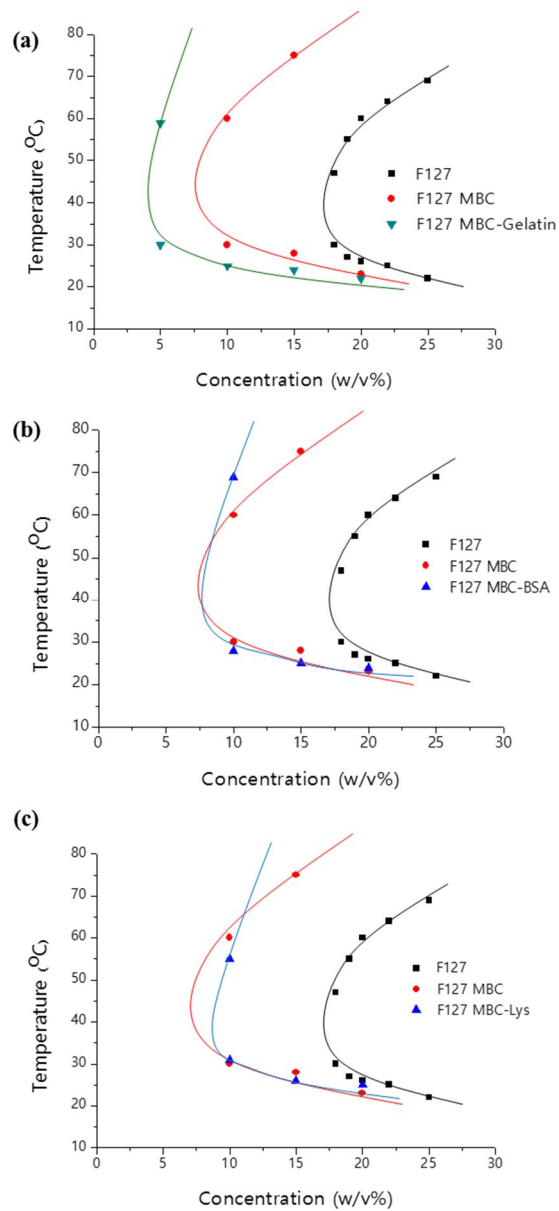 (a)
80
70
60
50
40
30
20
10
Temperature (ºC)
F127
F127 MBC
F127 MBC-Gelatin
0 5 10 15 20 25 30
Concentration (w/v%)
(b)
80
70
60
50
40
30
20
10
Temperature (ºC)
F127
F127 MBC
F127 MBC-BSA
0 5 10 15 20 25 30
Concentration (w/v%)
(c)
80
70
60
50
40
30
20
10
Temperature (ºC)
F127
F127 MBC
F127 MBC-Lys
0 5 10 15 20 25 30
Concentration (w/v%)